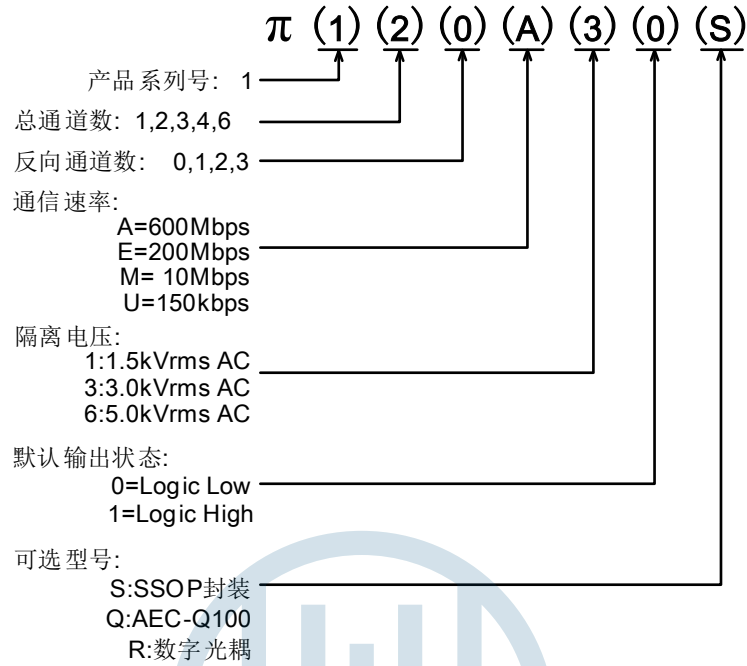 π (1) (2) (0) (A) (3) (0) (S)
产品系列号: 1
总通道数: 1,2,3,4,6
反向通道数: 0,1,2,3
通信速率:
A=600Mbps
E=200Mbps
M= 10Mbps
U=150kbps
隔离电压:
1:1.5kVrms AC
3:3.0kVrms AC
6:5.0kVrms AC
默认输出状态:
0=Logic Low
1=Logic High
可选型号:
S:SSOP封装
Q:AEC-Q100
R:数字光耦